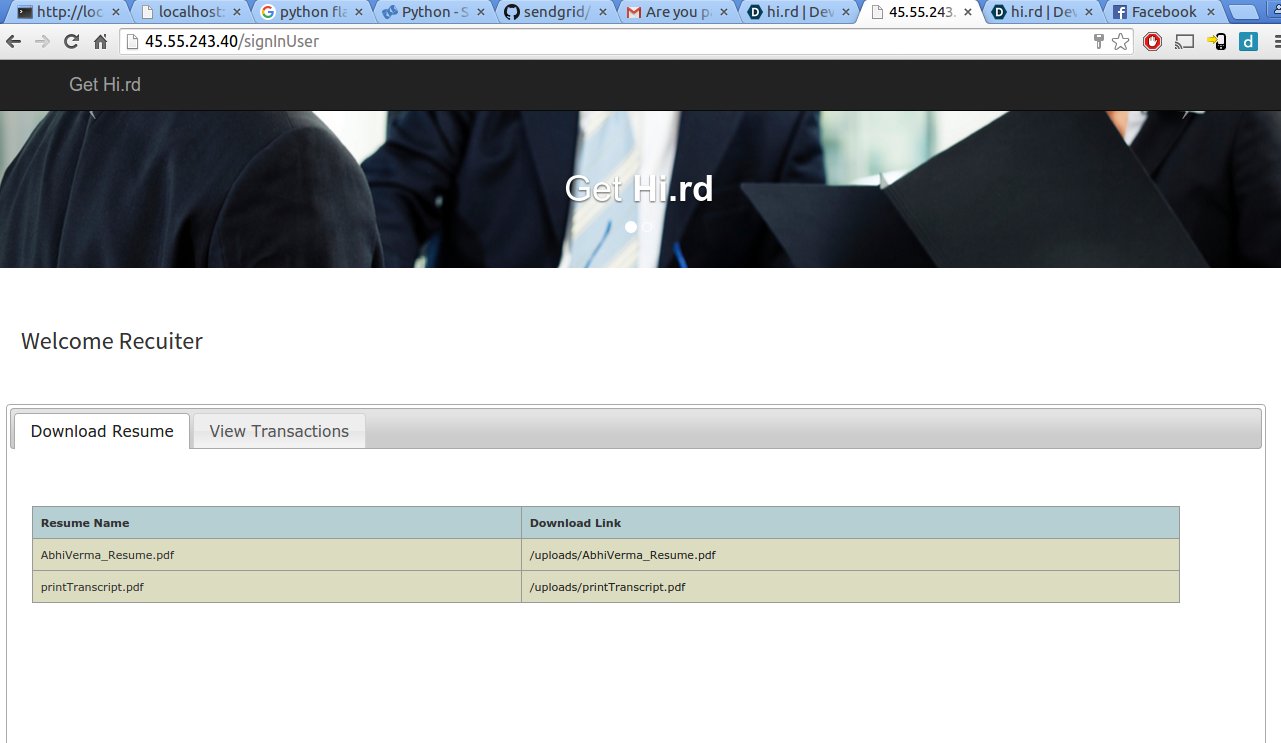 http://loc
localhost:
python fla
Python - S
sendgrid/
Are you pa
hi.rd | Dev
45.55.243.
hi.rd | Dev
Facebook
45.55.243.40/signInUser
d
Get Hi.rd
Get Hi.rd
Welcome Recuiter
Download Resume View Transactions
Resume Name Download Link
AbhiVerma_Resume.pdf /uploads/AbhiVerma_Resume.pdf
printTranscript.pdf /uploads/printTranscript.pdf